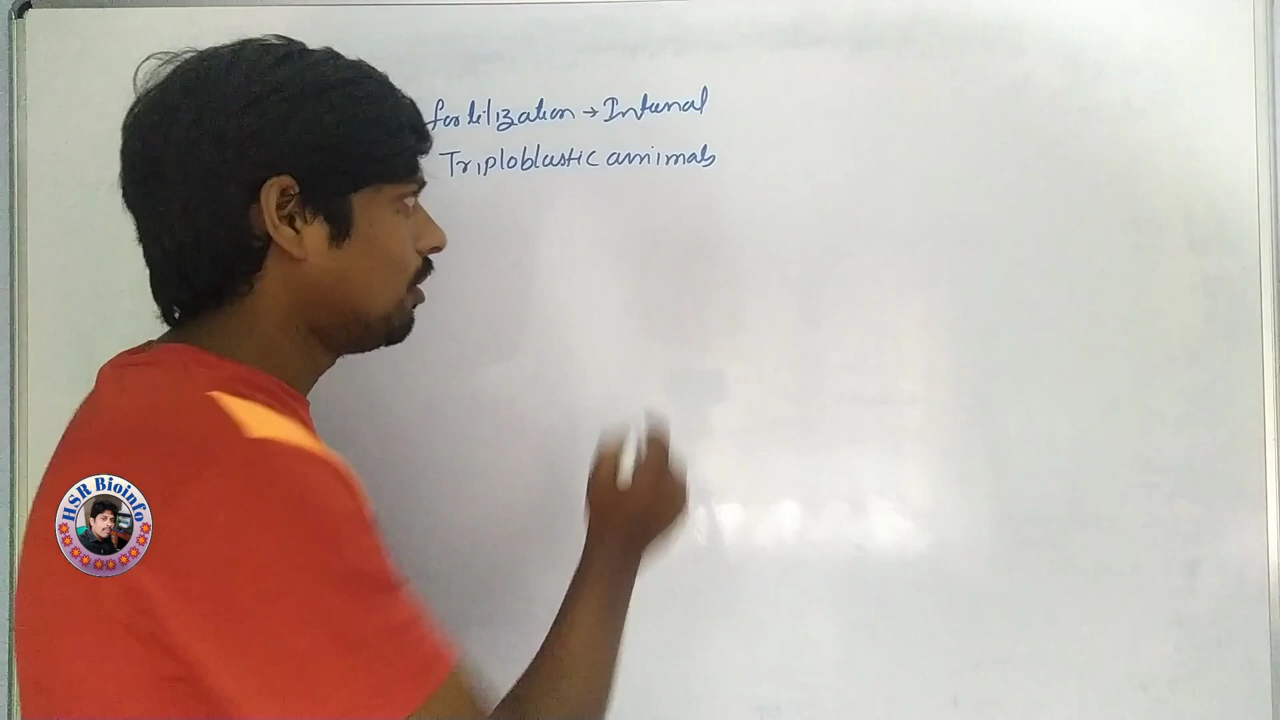 fertilization → Internal
Triploblastic animals
HSR Bioinfo